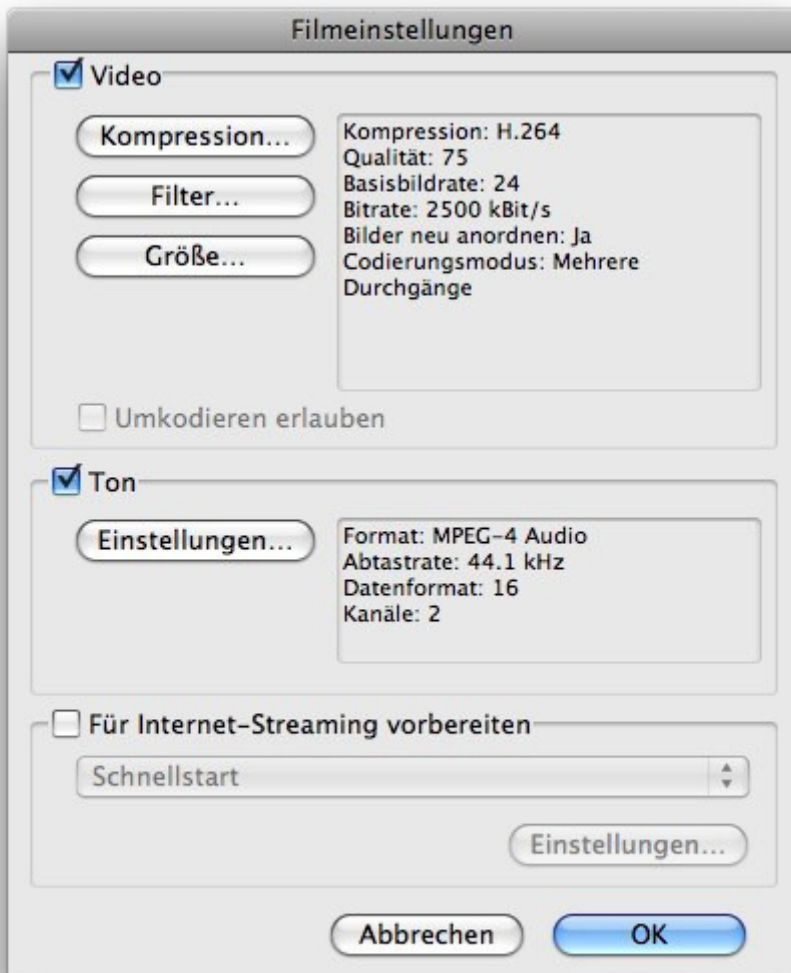 Filmeinstellungen
Video
Kompression...
Filter...
Größe...
Kompression: H.264
Qualität: 75
Basisbildrate: 24
Bitrate: 2500 kBit/s
Bilder neu anordnen: Ja
Codierungsmodus: Mehrere
Durchgänge
Umkodieren erlauben
Ton
Einstellungen...
Format: MPEG-4 Audio
Abtastrate: 44.1 kHz
Datenformat: 16
Kanäle: 2
Für Internet-Streaming vorbereiten
Schnellstart
Einstellungen...
Abbrechen
OK